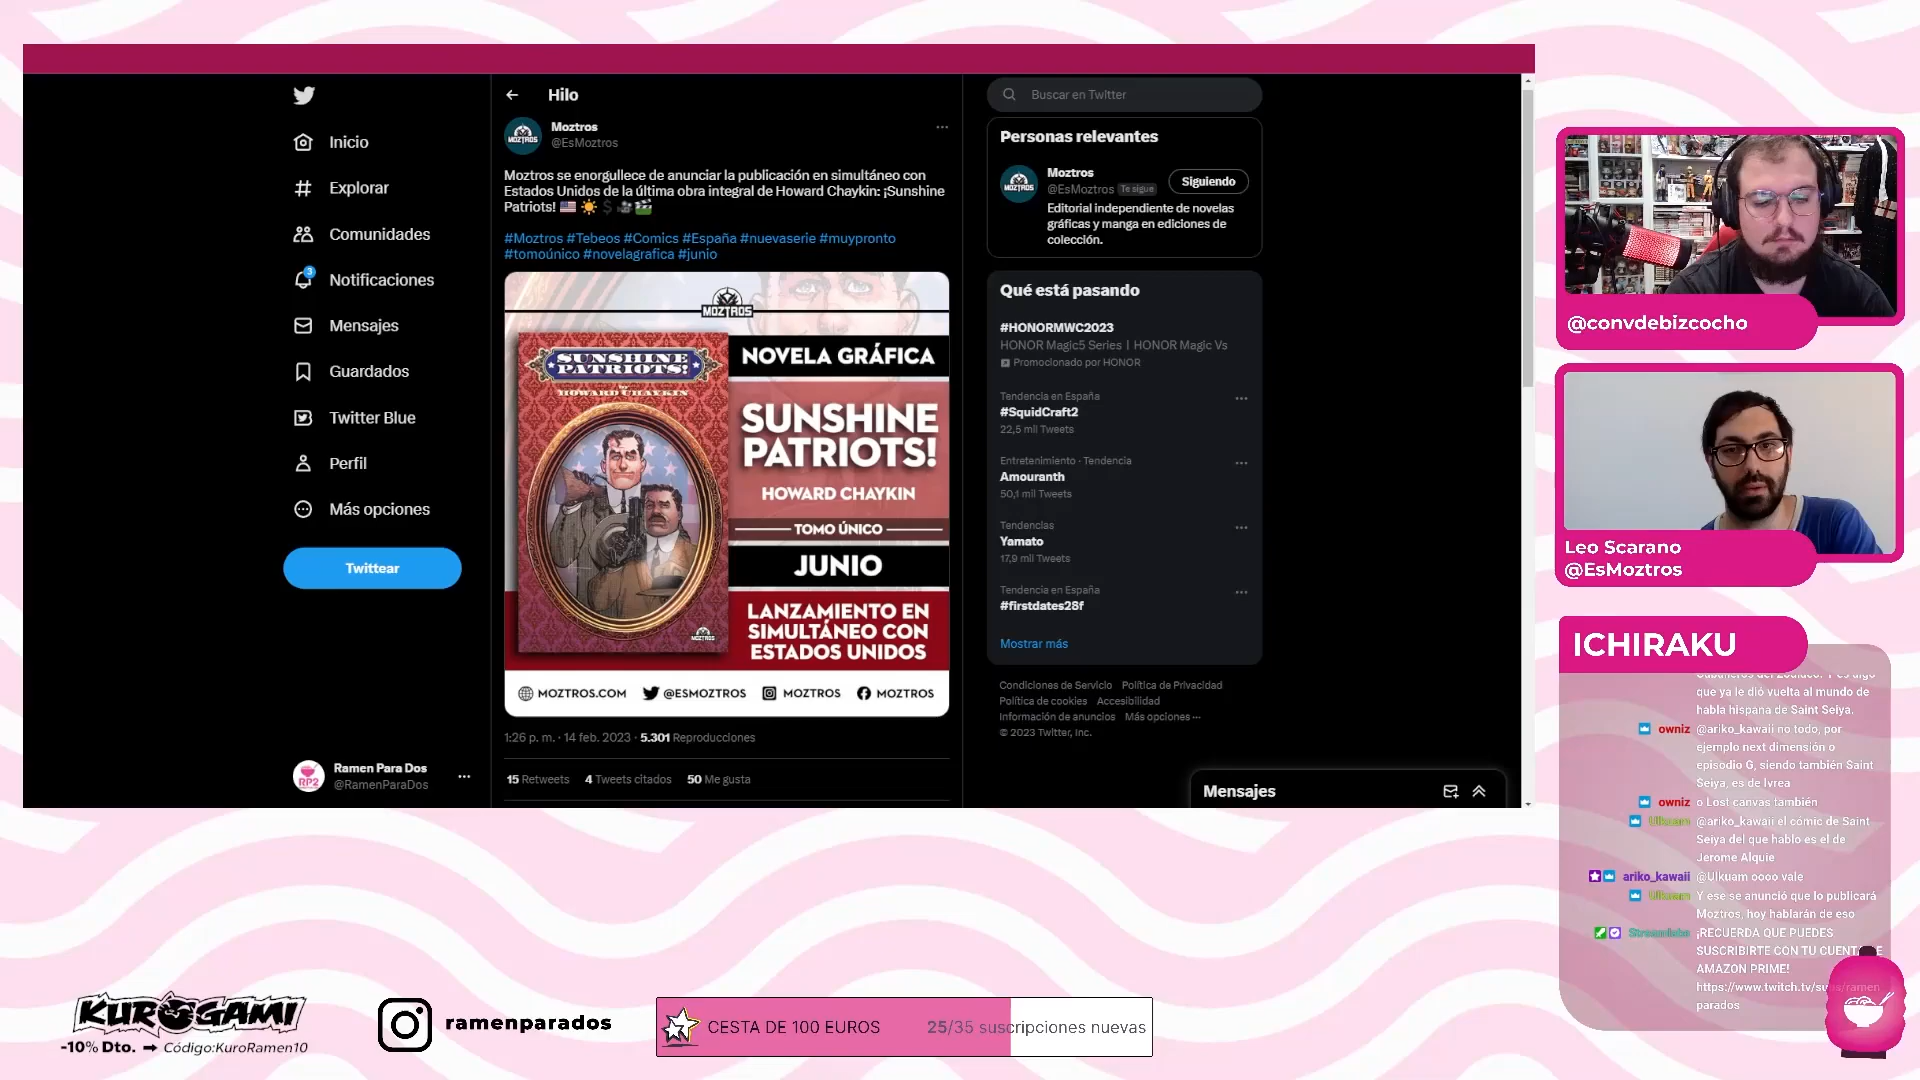 Inicio
Explorar
Comunidades
3
Notificaciones
Mensajes
Guardados
Twitter Blue
Perfil
Más opciones
Twittear
Ramen Para Dos
@RamenParaDos
RP2
Hilo
Moztros
@EsMoztros
Moztros se enorgullece de anunciar la publicación en simultáneo con
Estados Unidos de la última obra integral de Howard Chaykin: ¡Sunshine
Patriots!
#Moztros #Tebeos #Comics #España #nuevaserie #muypronto
#tomoúnico #novelagrafica #junio
MOZTROS
SUNSHINE
PATRIOTS!
HOWARD CHAYKIN
NOVELA GRÁFICA
SUNSHINE
PATRIOTS!
HOWARD CHAYKIN
TOMO ÚNICO
JUNIO
LANZAMIENTO EN
SIMULTÁNEO CON
ESTADOS UNIDOS
MOZTROS.COM @ESMOZTROS MOZTROS MOZTROS
1:26 p. m. · 14 feb. 2023 · 5.301 Reproducciones
15 Retweets 4 Tweets citados 50 Me gusta
Buscar en Twitter
Personas relevantes
MOZTROS
Moztros
@EsMoztros Te sigue
Siguiendo
Editorial independiente de novelas
gráficas y manga en ediciones de
colección.
Qué está pasando
#HONORMWC2023
HONOR Magic5 Series | HONOR Magic Vs
Promocionado por HONOR
Tendencia en España
#SquidCraft2
22,5 mil Tweets
Entretenimiento · Tendencia
Amouranth
50,1 mil Tweets
Tendencias
Yamato
17,9 mil Tweets
Tendencia en España
#firstdates28f
Mostrar más
Condiciones de Servicio Política de Privacidad
Política de cookies Accesibilidad
Información de anuncios Más opciones ···
© 2023 Twitter, Inc.
Mensajes
@convdebizcocho
Leo Scarano
@EsMoztros
ICHIRAKU
que ya le dió vuelta al mundo de
habla hispana de Saint Seiya.
owniz @ariko_kawaii no todo, por
ejemplo next dimensión o
episodio G, siendo también Saint
Seiya, es de Ivrea
owniz o Lost canvas también
Ulkuam @ariko_kawaii el cómic de Saint
Seiya del que hablo es el de
Jerome Alquie
ariko_kawaii @Ulkuam oooo vale
Ulkuam Y ese se anunció que lo publicará
Moztros, hoy hablarán de eso
¡RECUERDA QUE PUEDES
SUSCRIBIRTE CON TU
AMAZON PRIME!
https://www.twitch.tv/
parados
KUROGAMI
-10% Dto. → Código:KuroRamen10
ramenparados
CESTA DE 100 EUROS 25/35 suscripciones nuevas